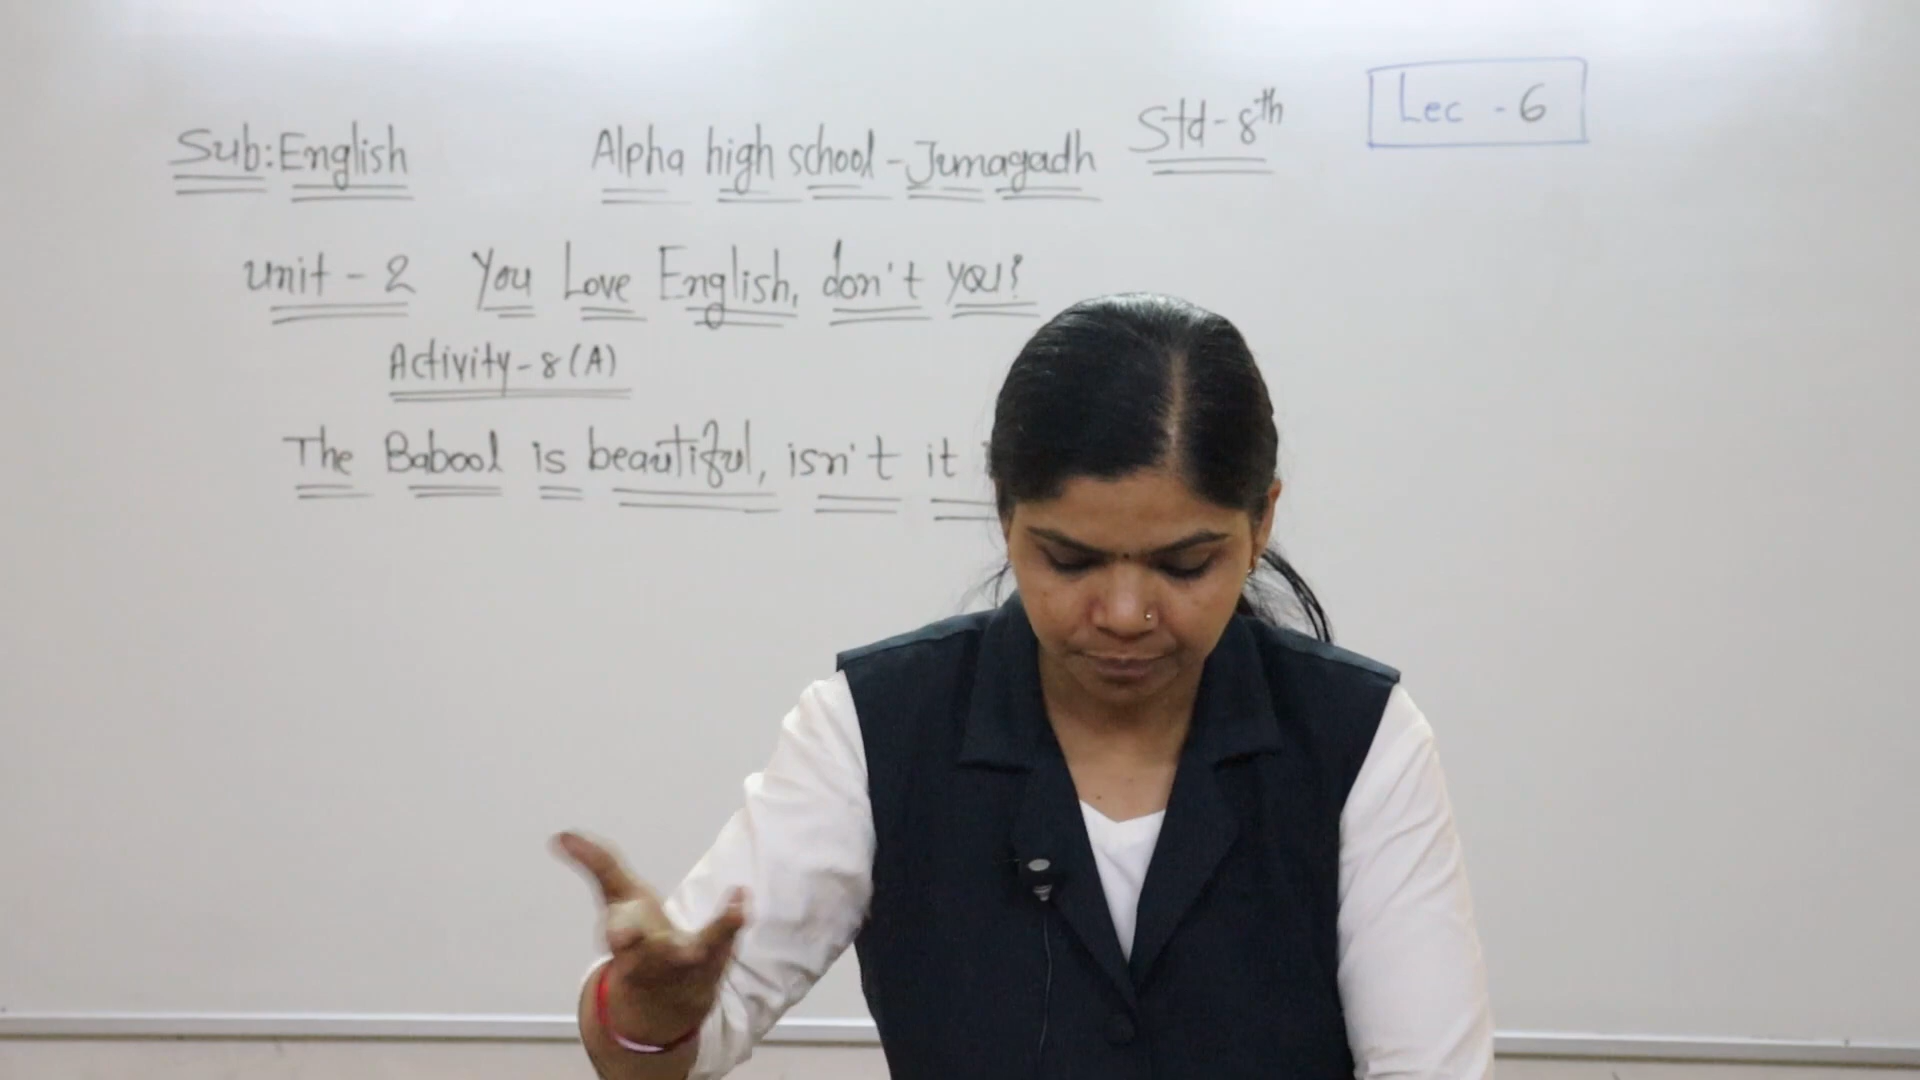 Sub: English Alpha high school - Junagadh Std - 8th Lec - 6
Unit - 2 You Love English, don't you?
Activity - 8 (A)
The Babool is beautiful, isn't it